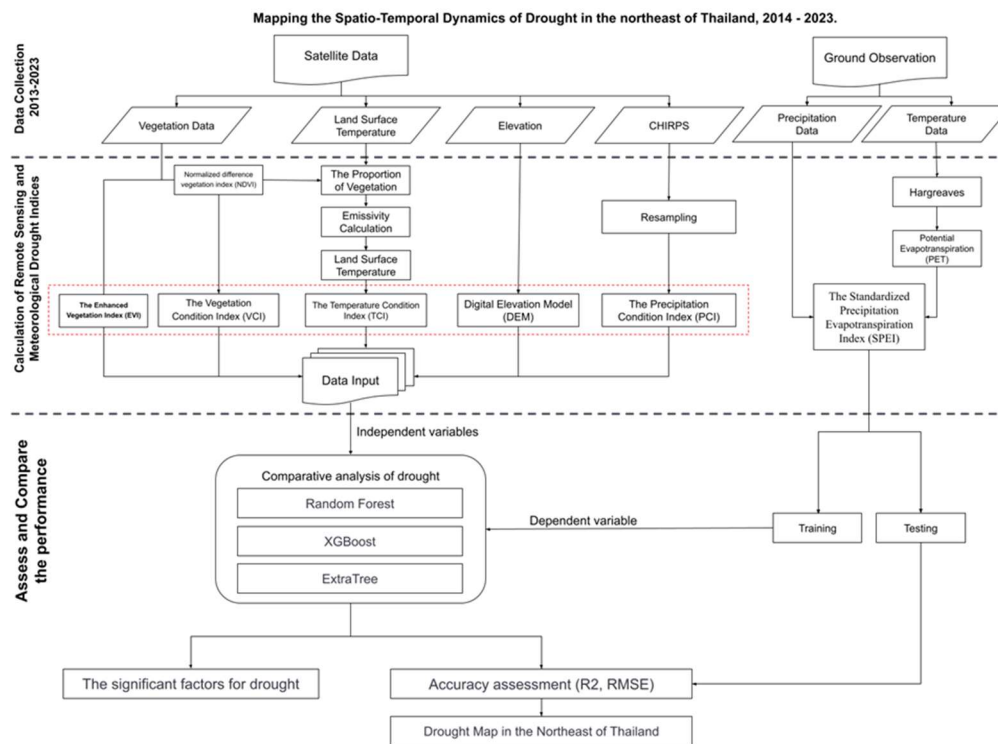 Mapping the Spatio-Temporal Dynamics of Drought in the northeast of Thailand, 2014 - 2023.
Data Collection
2013-2023
Satellite Data
Ground Observation
Vegetation Data
Land Surface
Temperature
Elevation
CHIRPS
Precipitation
Data
Temperature
Data
Calculation of Remote Sensing and
Meteorological Drought Indices
Normalized difference
vegetation index (NDVI)
The Proportion
of Vegetation
Hargreaves
Emissivity
Calculation
Resampling
Land Surface
Temperature
Potential
Evapotranspiration
(PET)
The Enhanced
Vegetation Index (EVI)
The Vegetation
Condition Index (VCI)
The Temperature Condition
Index (TCI)
Digital Elevation Model
(DEM)
The Precipitation
Condition Index (PCI)
The Standardized
Precipitation
Evapotranspiration
Index (SPEI)
Data Input
Assess and Compare
the performance
Independent variables
Comparative analysis of drought
Random Forest
XGBoost
ExtraTree
Dependent variable
Training
Testing
The significant factors for drought
Accuracy assessment (R2, RMSE)
Drought Map in the Northeast of Thailand